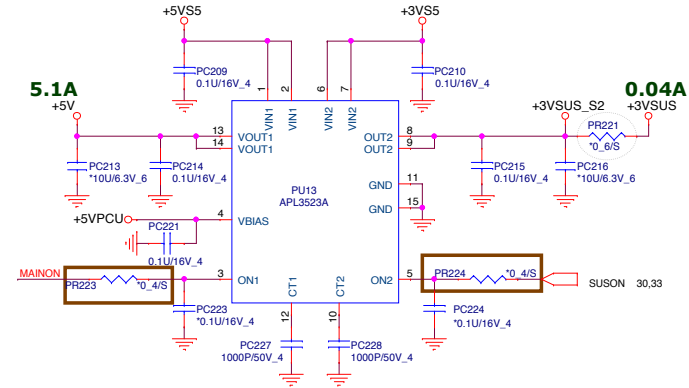 +5VS5
+3VS5
PC209
0.1U/16V_4
PC210
0.1U/16V_4
1
2
6
7
VIN1
VIN1
VIN2
VIN2
5.1A
+5V
0.04A
+3VSUS_S2
+3VSUS
13
14
VOUT1
VOUT1
OUT2
OUT2
8
9
PR221
*0_6/S
PC213
*10U/6.3V_6
PC214
0.1U/16V_4
PU13
APL3523A
PC215
0.1U/16V_4
PC216
*10U/6.3V_6
GND
11
GND
15
+5VPCU
4
VBIAS
PC221
0.1U/16V_4
MAINON
PR223
*0_4/S
3
ON1
ON2
5
PR224
*0_4/S
SUSON 30,33
CT1
CT2
PC223
*0.1U/16V_4
PC224
*0.1U/16V_4
12
10
PC227
1000P/50V_4
PC228
1000P/50V_4